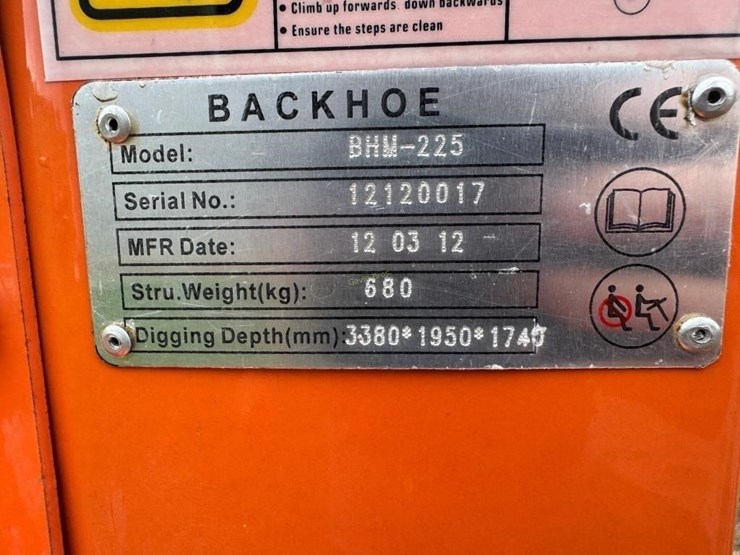 • Climb up forwards. down backwards
• Ensure the steps are clean
BACKHOE
CE
Model: BHM-225
Serial No.: 12120017
MFR Date: 12 03 12
Stru.Weight(kg): 680
Digging Depth(mm): 3380*1950*1740